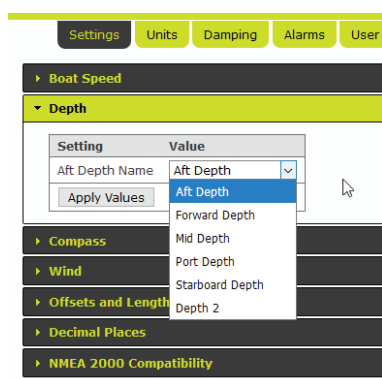 Settings Units Damping Alarms User
Boat Speed
Depth
Setting Value
Aft Depth Name Aft Depth
Apply Values
Aft Depth
Forward Depth
Mid Depth
Port Depth
Starboard Depth
Depth 2
Compass
Wind
Offsets and Length
Decimal Places
NMEA 2000 Compatibility